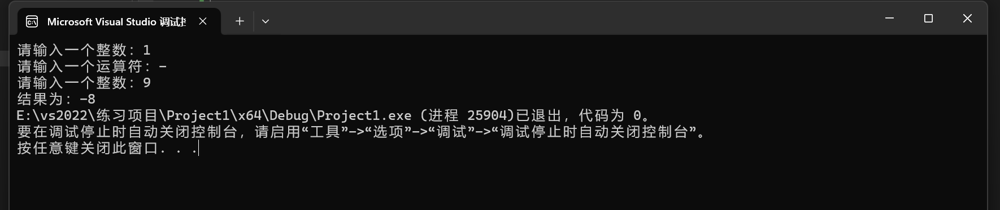 Microsoft Visual Studio 调试
请输入一个整数: 1
请输入一个运算符: -
请输入一个整数: 9
结果为: -8
E:\vs2022\练习项目\Project1\x64\Debug\Project1.exe (进程 25904)已退出，代码为 0。
要在调试停止时自动关闭控制台，请启用“工具”->“选项”->“调试”->“调试停止时自动关闭控制台”。
按任意键关闭此窗口. . .